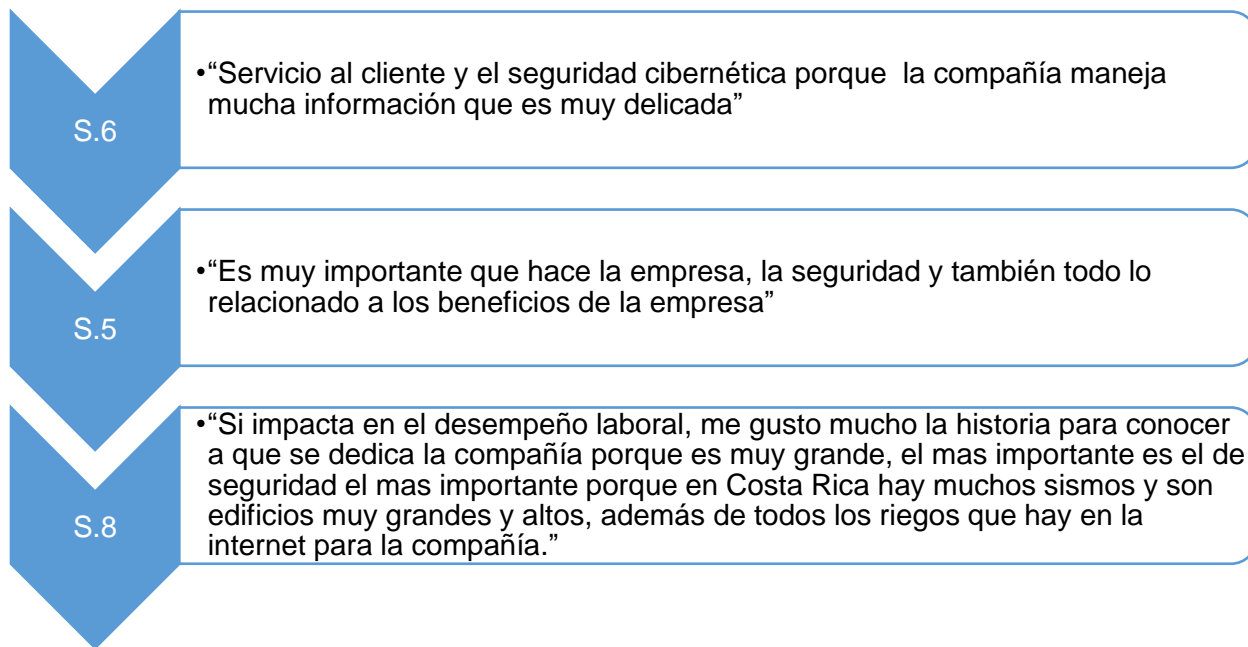 S.6
•“Servicio al cliente y el seguridad cibernética porque  la compañía maneja
mucha información que es muy delicada”
S.5
•“Es muy importante que hace la empresa, la seguridad y también todo lo
relacionado a los beneficios de la empresa”
S.8
•“Si impacta en el desempeño laboral, me gusto mucho la historia para conocer
a que se dedica la compañía porque es muy grande, el mas importante es el de
seguridad el mas importante porque en Costa Rica hay muchos sismos y son
edificios muy grandes y altos, además de todos los riegos que hay en la
internet para la compañía.”